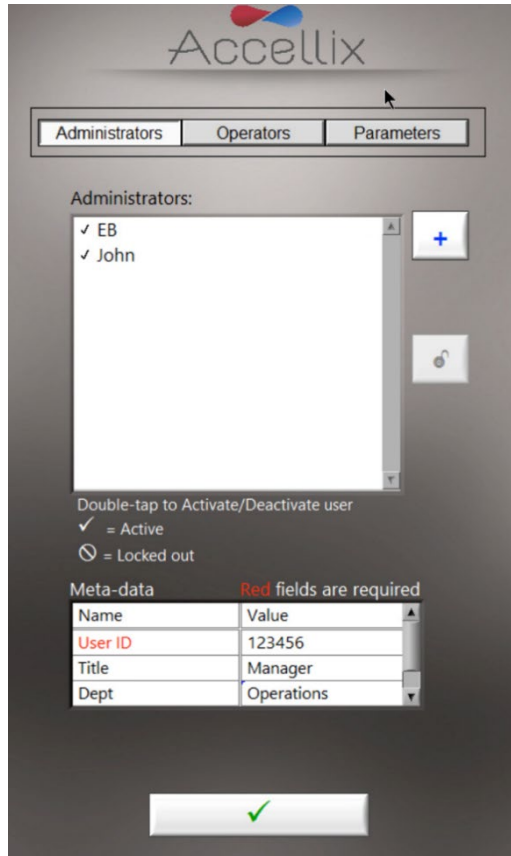 Accellix
Administrators Operators Parameters
Administrators:
✓ EB
✓ John
+
Double-tap to Activate/Deactivate user
✓ = Active
🛇 = Locked out
Meta-data Red fields are required
Name Value
User ID 123456
Title Manager
Dept Operations